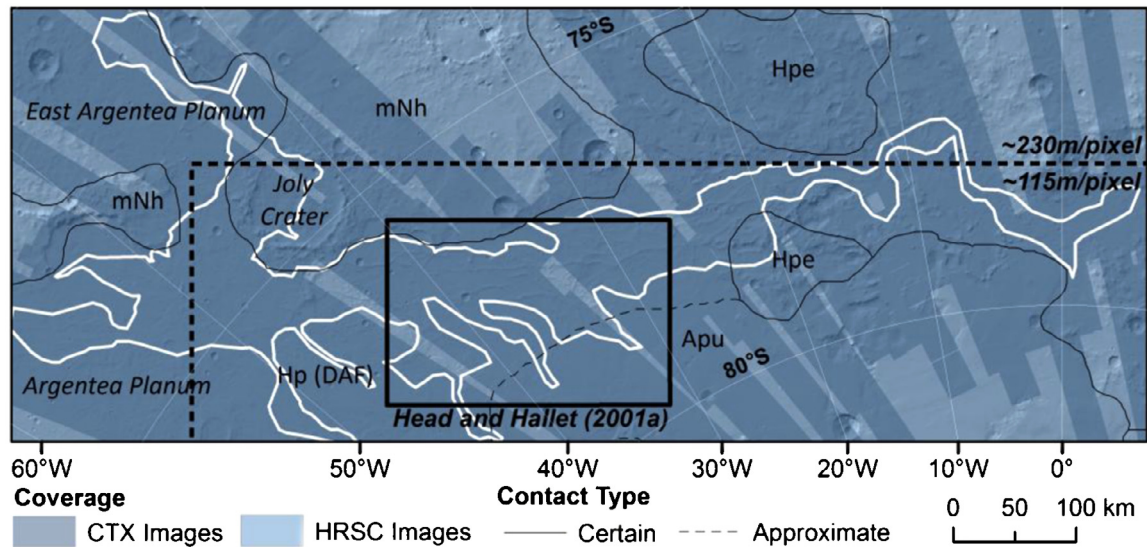 75°S
Hpe
mNh
East Argentea Planum
~230m/pixel
~115m/pixel
mNh
Joly
Crater
Hpe
Apu
80°S
Hp (DAF)
Argentea Planum
Head and Hallet (2001a)
60°W 50°W 40°W 30°W 20°W 10°W 0°
Coverage Contact Type 0 50 100 km
CTX Images HRSC Images Certain Approximate